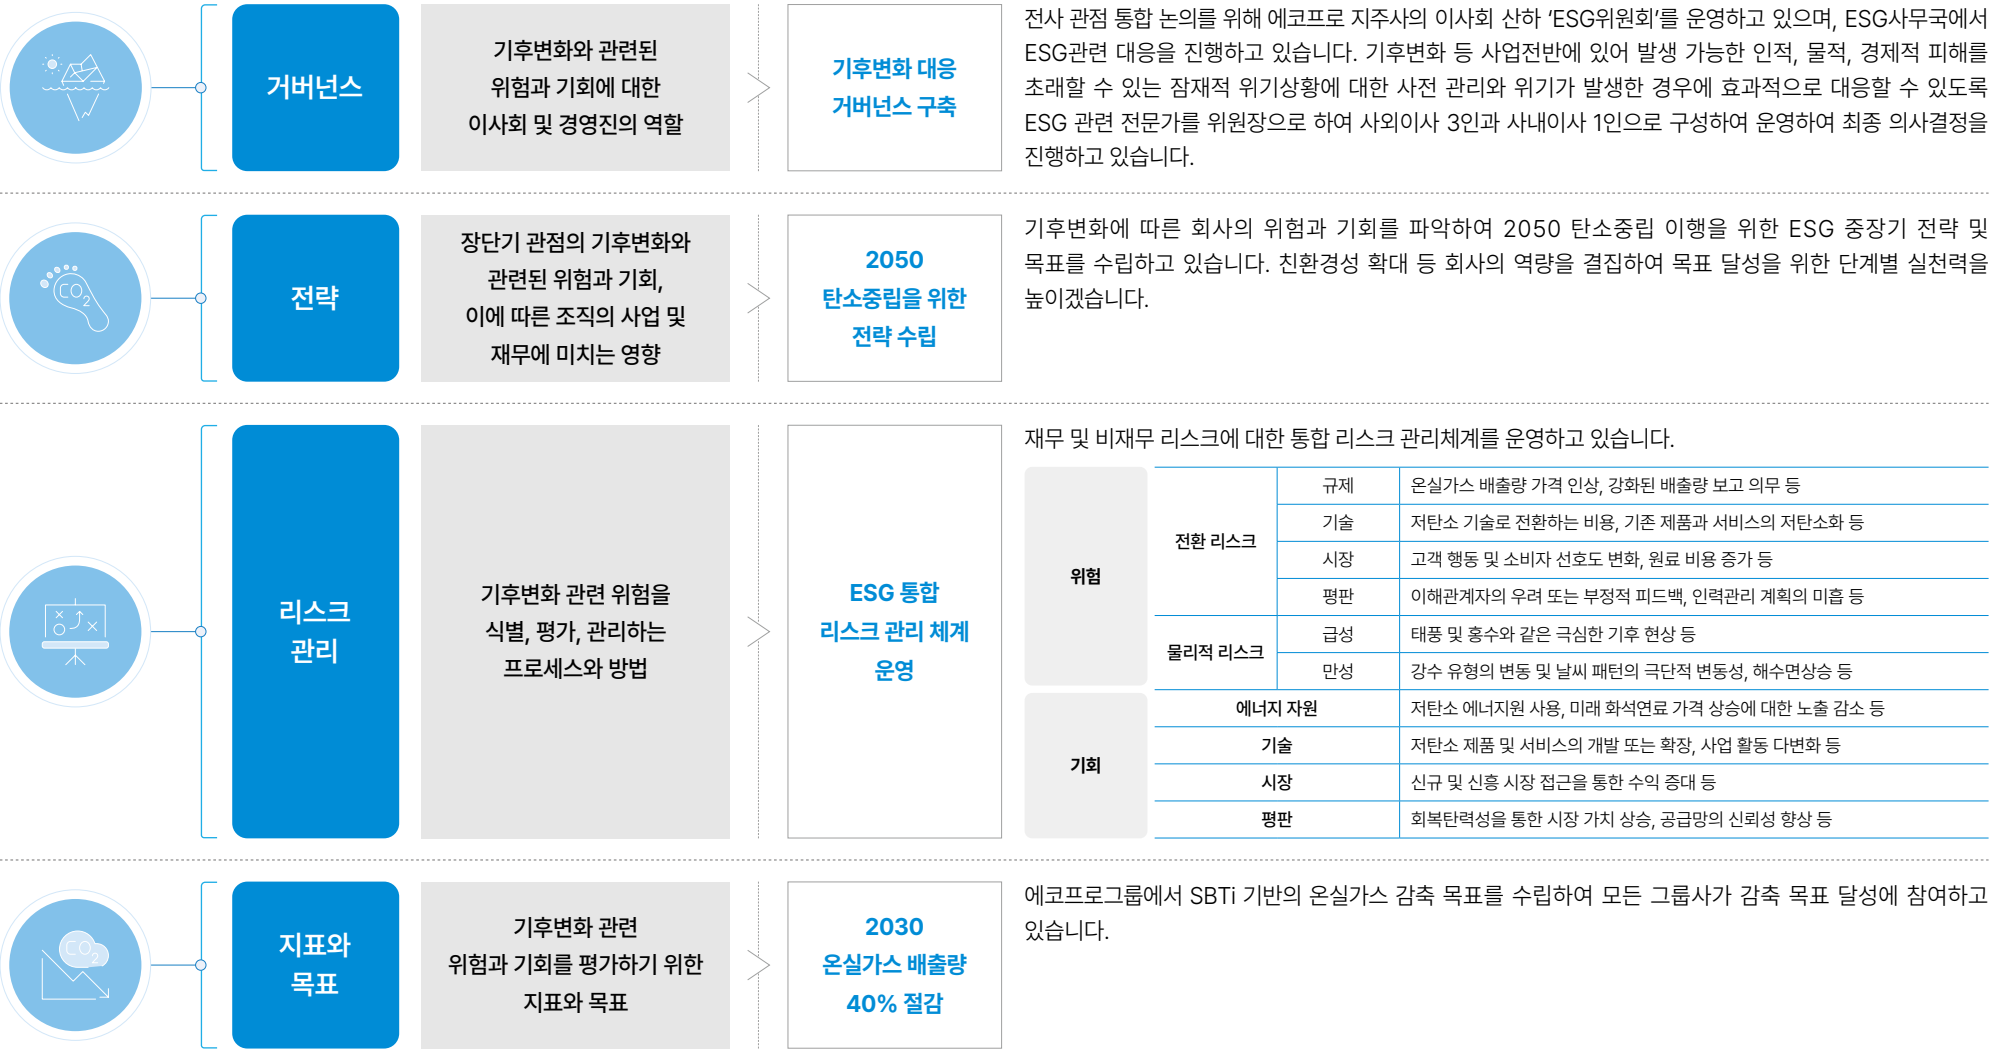 거버넌스
기후변화와 관련된
위험과 기회에 대한
이사회 및 경영진의 역할
기후변화 대응
거버넌스 구축
전사 관점 통합 논의를 위해 에코프로 지주사의 이사회 산하 ‘ESG위원회’를 운영하고 있으며, ESG사무국에서
ESG관련 대응을 진행하고 있습니다. 기후변화 등 사업전반에 있어 발생 가능한 인적, 물적, 경제적 피해를
초래할 수 있는 잠재적 위기상황에 대한 사전 관리와 위기가 발생한 경우에 효과적으로 대응할 수 있도록
ESG 관련 전문가를 위원장으로 하여 사외이사 3인과 사내이사 1인으로 구성하여 운영하여 최종 의사결정을
진행하고 있습니다.
CO2
전략
장단기 관점의 기후변화와
관련된 위험과 기회,
이에 따른 조직의 사업 및
재무에 미치는 영향
2050
탄소중립을 위한
전략 수립
기후변화에 따른 회사의 위험과 기회를 파악하여 2050 탄소중립 이행을 위한 ESG 중장기 전략 및
목표를 수립하고 있습니다. 친환경성 확대 등 회사의 역량을 결집하여 목표 달성을 위한 단계별 실천력을
높이겠습니다.
리스크
관리
기후변화 관련 위험을
식별, 평가, 관리하는
프로세스와 방법
ESG 통합
리스크 관리 체계
운영
재무 및 비재무 리스크에 대한 통합 리스크 관리체계를 운영하고 있습니다.
위험
전환 리스크
규제 온실가스 배출량 가격 인상, 강화된 배출량 보고 의무 등
기술 저탄소 기술로 전환하는 비용, 기존 제품과 서비스의 저탄소화 등
시장 고객 행동 및 소비자 선호도 변화, 원료 비용 증가 등
평판 이해관계자의 우려 또는 부정적 피드백, 인력관리 계획의 미흡 등
물리적 리스크
급성 태풍 및 홍수와 같은 극심한 기후 현상 등
만성 강수 유형의 변동 및 날씨 패턴의 극단적 변동성, 해수면상승 등
기회
에너지 자원 저탄소 에너지원 사용, 미래 화석연료 가격 상승에 대한 노출 감소 등
기술 저탄소 제품 및 서비스의 개발 또는 확장, 사업 활동 다변화 등
시장 신규 및 신흥 시장 접근을 통한 수익 증대 등
평판 회복탄력성을 통한 시장 가치 상승, 공급망의 신뢰성 향상 등
CO2
지표와
목표
기후변화 관련
위험과 기회를 평가하기 위한
지표와 목표
2030
온실가스 배출량
40% 절감
에코프로그룹에서 SBTi 기반의 온실가스 감축 목표를 수립하여 모든 그룹사가 감축 목표 달성에 참여하고
있습니다.